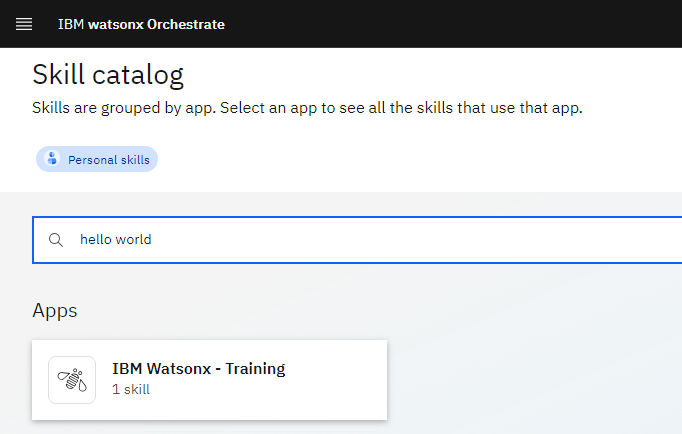 IBM watsonx Orchestrate
Skill catalog
Skills are grouped by app. Select an app to see all the skills that use that app.
Personal skills
hello world
Apps
IBM Watsonx - Training
1 skill